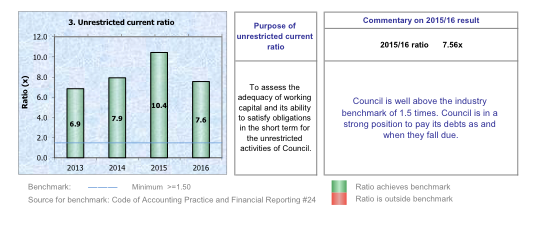 3. Unrestricted current ratio
12.0
10.0
8.0
6.0
4.0
2.0
0.0
Ratio (x)
6.9
7.9
10.4
7.6
2013 2014 2015 2016
Purpose of
unrestricted current
ratio
To assess the
adequacy of working
capital and its ability
to satisfy obligations
in the short term for
the unrestricted
activities of Council.
Commentary on 2015/16 result
2015/16 ratio 7.56x
Council is well above the industry
benchmark of 1.5 times. Council is in a
strong position to pay its debts as and
when they fall due.
Benchmark: ——— Minimum >=1.50
Source for benchmark: Code of Accounting Practice and Financial Reporting #24
Ratio achieves benchmark
Ratio is outside benchmark